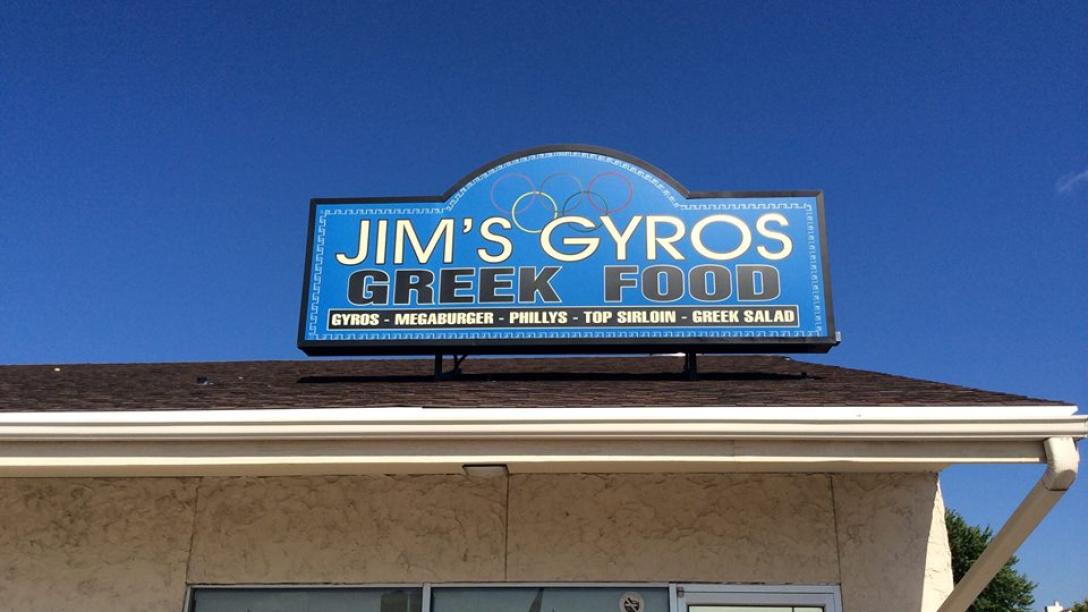 JIM'S GYROS
GREEK FOOD
GYROS - MEGABURGER - PHILLYS - TOP SIRLOIN - GREEK SALAD